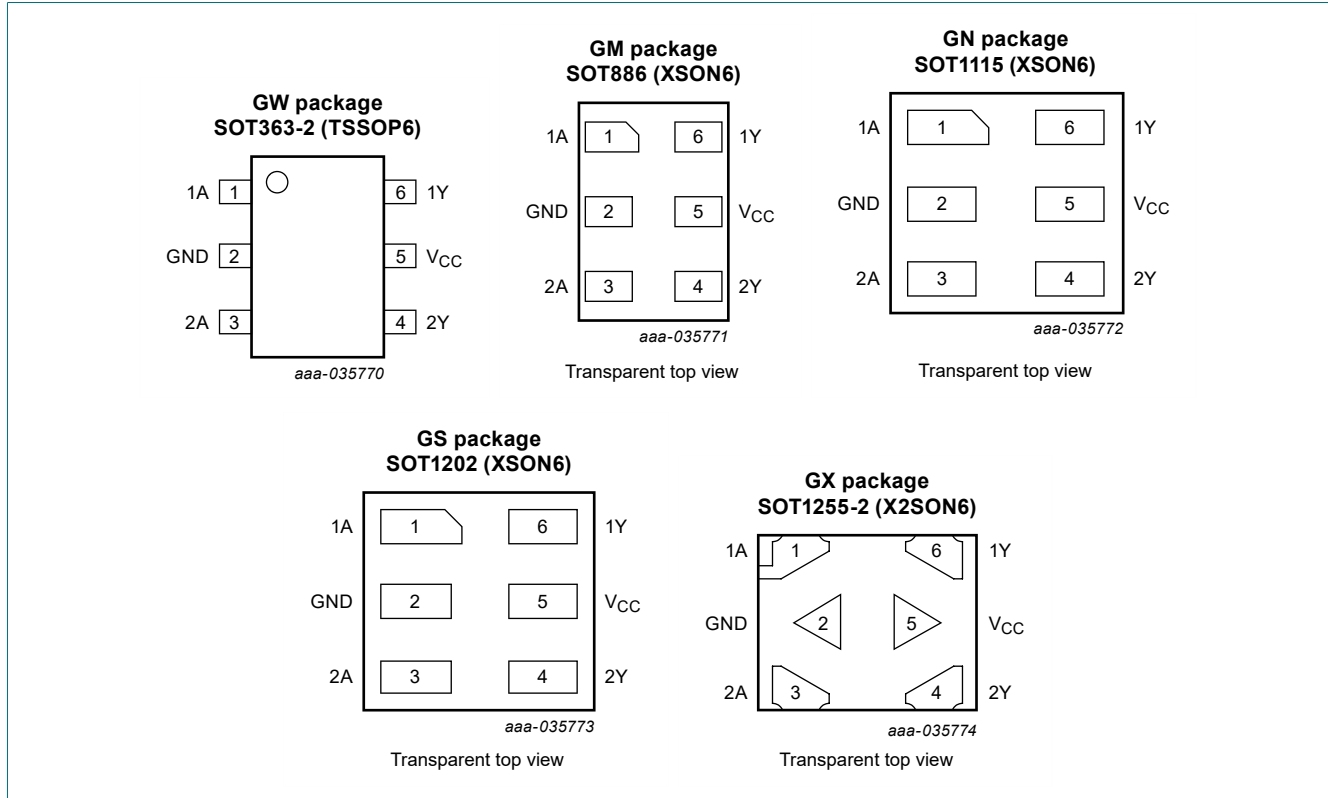 GW package
SOT363-2 (TSSOP6)
1A 1 6 1Y
GND 2 5 VCC
2A 3 4 2Y
aaa-035770
GM package
SOT886 (XSON6)
1A 1 6 1Y
GND 2 5 VCC
2A 3 4 2Y
aaa-035771
Transparent top view
GN package
SOT1115 (XSON6)
1A 1 6 1Y
GND 2 5 VCC
2A 3 4 2Y
aaa-035772
Transparent top view
GS package
SOT1202 (XSON6)
1A 1 6 1Y
GND 2 5 VCC
2A 3 4 2Y
aaa-035773
Transparent top view
GX package
SOT1255-2 (X2SON6)
1A 1 6 1Y
GND 2 5 VCC
2A 3 4 2Y
aaa-035774
Transparent top view